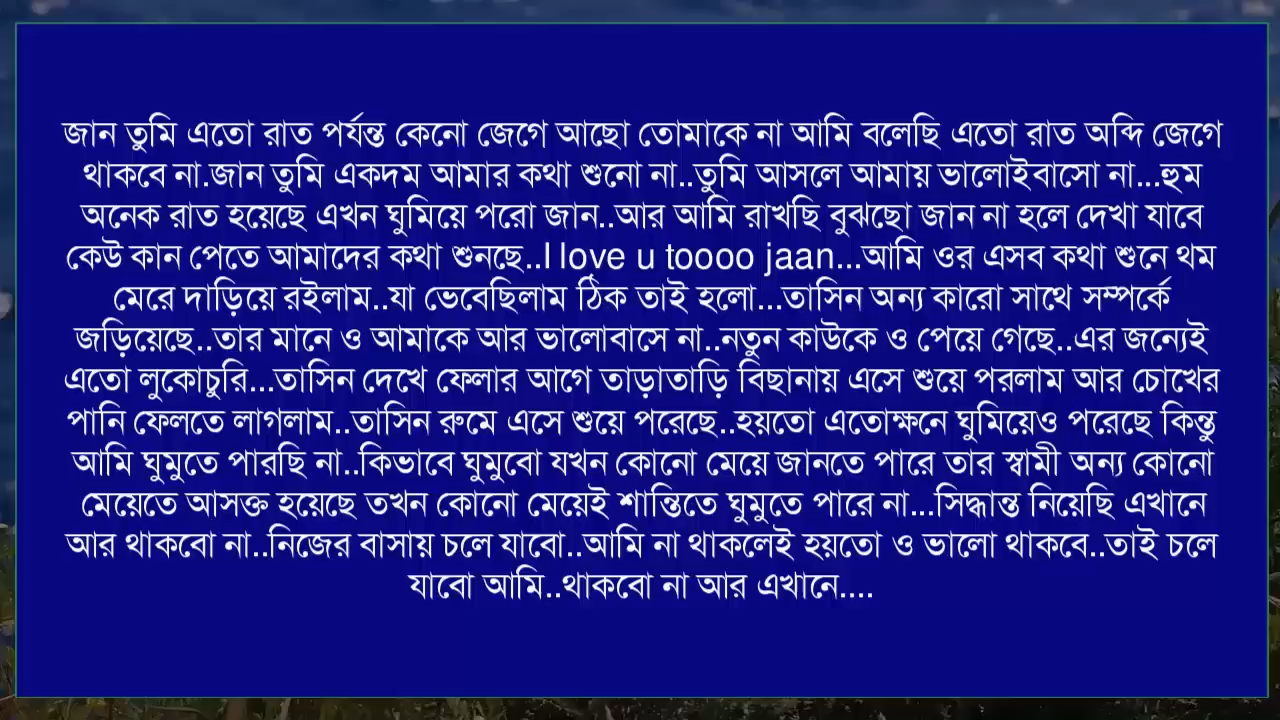 জান তুমি এতো রাত পর্যন্ত কেনো জেগে আছো তোমাকে না আমি বলেছি এতো রাত অব্দি জেগে
থাকবে না.জান তুমি একদম আমার কথা শুনো না..তুমি আসলে আমায় ভালোইবাসো না...হুম
অনেক রাত হয়েছে এখন ঘুমিয়ে পরো জান..আর আমি রাখছি বুঝছো জান না হলে দেখা যাবে
কেউ কান পেতে আমাদের কথা শুনছে..I love u toooo jaan...আমি ওর এসব কথা শুনে থম
মেরে দাড়িয়ে রইলাম..যা ভেবেছিলাম ঠিক তাই হলো...তাসিন অন্য কারো সাথে সম্পর্কে
জড়িয়েছে..তার মানে ও আমাকে আর ভালোবাসে না..নতুন কাউকে ও পেয়ে গেছে..এর জন্যেই
এতো লুকোচুরি...তাসিন দেখে ফেলার আগে তাড়াতাড়ি বিছানায় এসে শুয়ে পরলাম আর চোখের
পানি ফেলতে লাগলাম..তাসিন রুমে এসে শুয়ে পরেছে..হয়তো এতোক্ষনে ঘুমিয়েও পরেছে কিন্তু
আমি ঘুমুতে পারছি না..কিভাবে ঘুমুবো যখন কোনো মেয়ে জানতে পারে তার স্বামী অন্য কোনো
মেয়েতে আসক্ত হয়েছে তখন কোনো মেয়েই শান্তিতে ঘুমুতে পারে না...সিদ্ধান্ত নিয়েছি এখানে
আর থাকবো না..নিজের বাসায় চলে যাবো..আমি না থাকলেই হয়তো ও ভালো থাকবে..তাই চলে
যাবো আমি..থাকবো না আর এখানে....